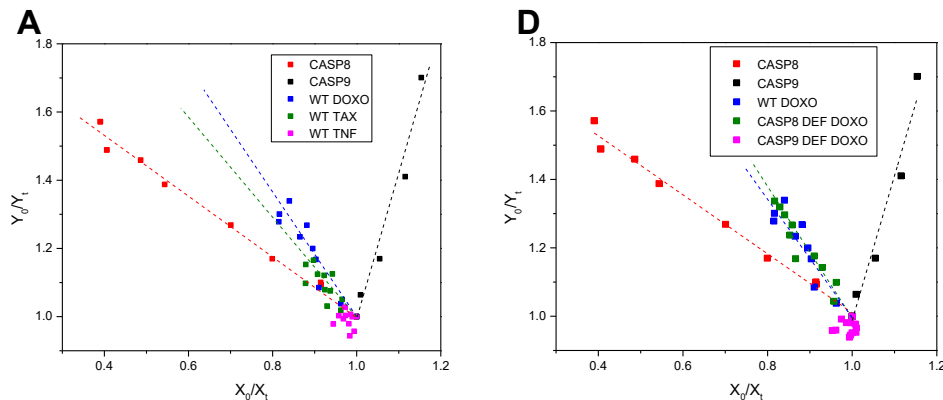 A
Y0/Yt
1.8
1.6
1.4
1.2
1.0
0.4
0.6
0.8
1.0
1.2
X0/Xt
CASP8
CASP9
WT DOXO
WT TAX
WT TNF
D
Y0/Yt
1.8
1.6
1.4
1.2
1.0
0.4
0.6
0.8
1.0
1.2
X0/Xt
CASP8
CASP9
WT DOXO
CASP8 DEF DOXO
CASP9 DEF DOXO